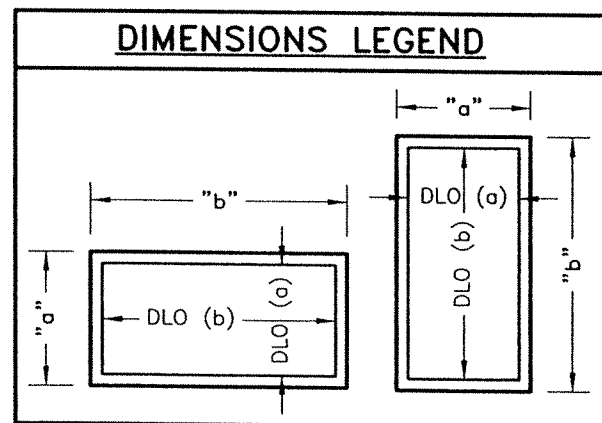 DIMENSIONS LEGEND
"a"
"b"
DLO (a)
DLO (b)
"b"
"a"
DLO (b)
DLO (a)